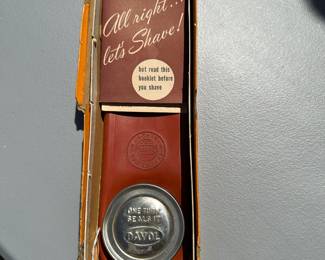 All right...
let's Shave!
but read this
booklet before
you shave
ONE TURN
SEALS IT
DAVOL